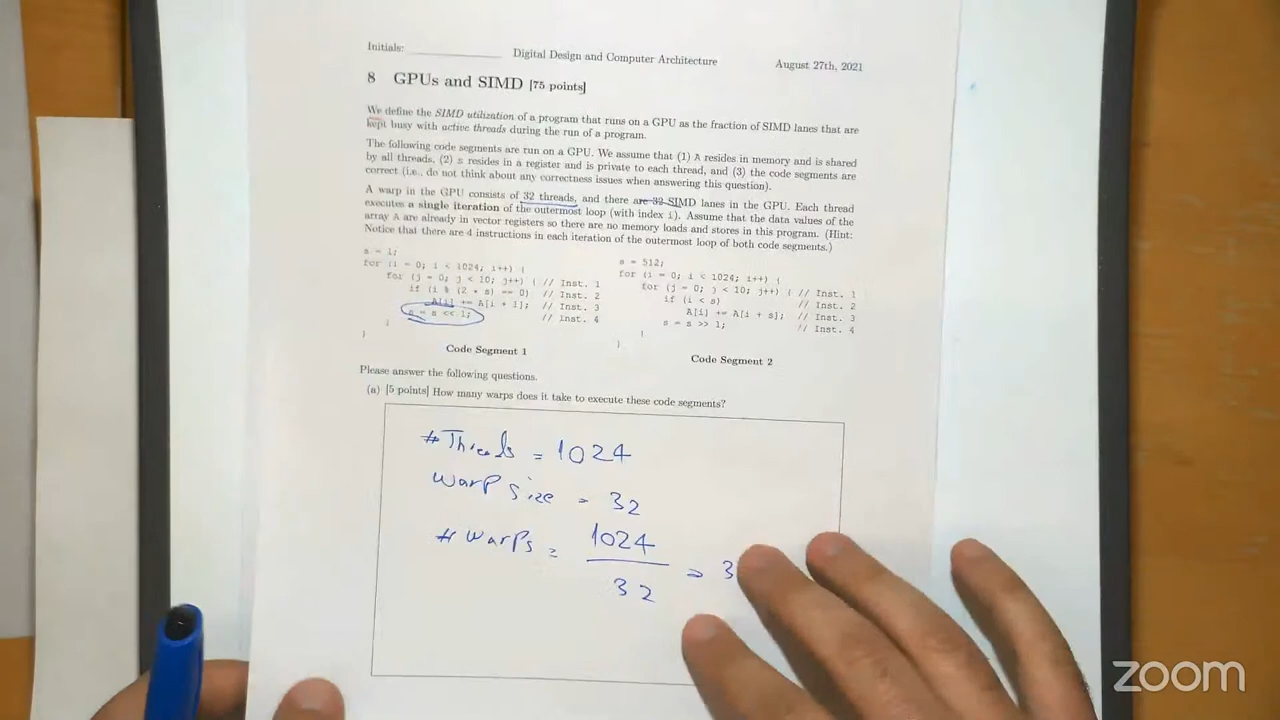 Initials:
Digital Design and Computer Architecture
August 27th, 2021
8 GPUs and SIMD [75 points]
We define the SIMD utilization of a program that runs on a GPU as the fraction of SIMD lanes that are
kept busy with active threads during the run of a program.
The following code segments are run on a GPU. We assume that (1) A resides in memory and is shared
by all threads, (2) s resides in a register and is private to each thread, and (3) the code segments are
correct (i.e., do not think about any correctness issues when answering this question).
A warp in the GPU consists of 32 threads, and there are 32 SIMD lanes in the GPU. Each thread
executes a single iteration of the outermost loop (with index i). Assume that the data values of the
array A are already in vector registers so there are no memory loads and stores in this program. (Hint:
Notice that there are 4 instructions in each iteration of the outermost loop of both code segments.)
s = 1;
for (i = 0; i < 1024; i++) {
for (j = 0; j < 10; j++) { // Inst. 1
if (i % (2 * s) == 0) // Inst. 2
A[i] += A[i + 1]; // Inst. 3
s = s << 1; // Inst. 4
}
}
Code Segment 1
s = 512;
for (i = 0; i < 1024; i++) {
for (j = 0; j < 10; j++) { // Inst. 1
if (i < s) // Inst. 2
A[i] += A[i + s]; // Inst. 3
s = s >> 1; // Inst. 4
}
}
Code Segment 2
Please answer the following questions.
(a) [5 points] How many warps does it take to execute these code segments?
# Threads = 1024
warp size = 32
# warps = 1024 / 32 = 3
zoom